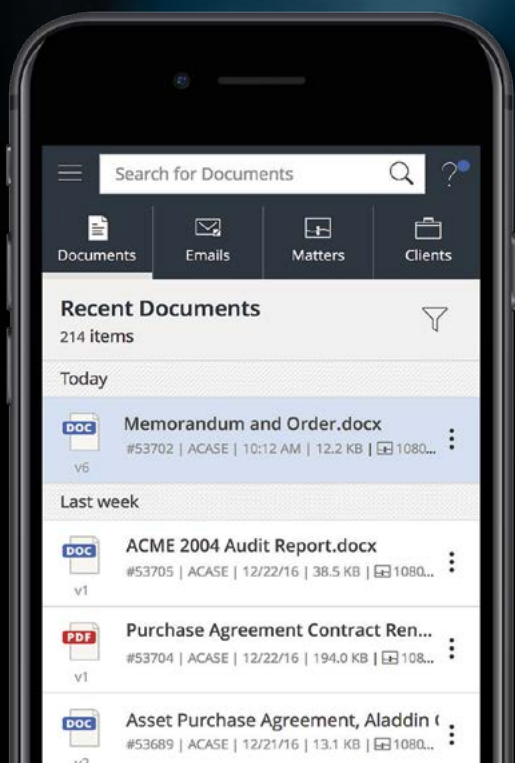 Search for Documents
?
Documents Emails Matters Clients
Recent Documents
214 items
Today
DOC Memorandum and Order.docx
v6 #53702 | ACASE | 10:12 AM | 12.2 KB | 1080...
Last week
DOC ACME 2004 Audit Report.docx
#53705 | ACASE | 12/22/16 | 38.5 KB | 1080...
v1
PDF Purchase Agreement Contract Ren...
#53704 | ACASE | 12/22/16 | 194.0 KB | 108...
v1
DOC Asset Purchase Agreement, Aladdin
#53689 | ACASE | 12/21/16 | 13.1 KB | 1080...